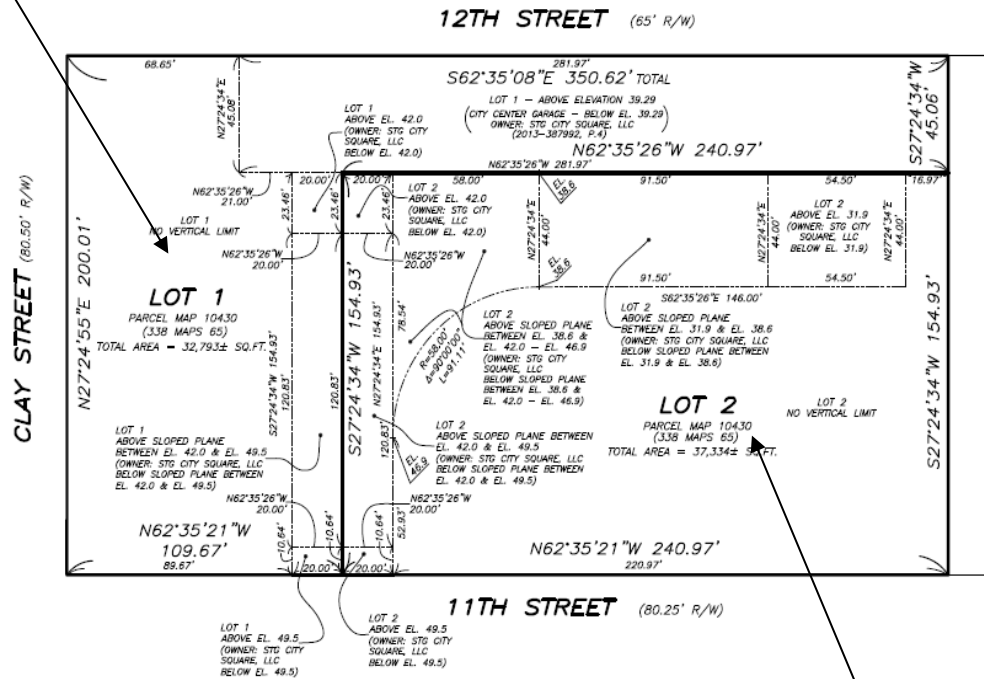 12TH STREET (65' R/W)
68.65'
281.97'
S62°35'08"E 350.62' TOTAL
N27°24'34"E
45.08'
LOT 1 - ABOVE ELEVATION 39.29
(CITY CENTER GARAGE - BELOW EL. 39.29
OWNER: STG CITY SQUARE, LLC
(2013-387992, P.4)
S27°24'34"W
45.06'
N62°35'26"W 240.97'
N62°35'26"W 281.97'
LOT 1
ABOVE EL. 42.0
(OWNER: STG CITY
SQUARE, LLC
BELOW EL. 42.0)
20.00'
20.00'
58.00'
91.50'
54.50'
16.97'
N62°35'26"W
21.00'
23.46'
23.46'
23.46'
LOT 2
ABOVE EL. 42.0
(OWNER: STG CITY
SQUARE, LLC
BELOW EL. 42.0)
EL.
38.6
N27°24'34"E
44.00'
N27°24'34"E
44.00'
LOT 2
ABOVE EL. 31.9
(OWNER: STG CITY
SQUARE, LLC
BELOW EL. 31.9)
N27°24'34"E
44.00'
LOT 1
NO VERTICAL LIMIT
N62°35'26"W
20.00'
N62°35'26"W
20.00'
EL.
38.6
91.50'
54.50'
S62°35'26"E 146.00'
CLAY STREET (80.50' R/W)
N27°24'55"E 200.01'
LOT 1
PARCEL MAP 10430
(338 MAPS 65)
TOTAL AREA = 32,793± SQ.FT.
S27°24'34"W 154.93'
120.83'
120.83'
S27°24'34"W 154.93'
N27°24'34"E 154.93'
78.54'
120.83'
R=58.00'
Δ=90°00'00"
L=91.11'
LOT 2
ABOVE SLOPED PLANE
BETWEEN EL. 38.6 &
EL. 42.0 - EL. 46.9
(OWNER: STG CITY
SQUARE, LLC
BELOW SLOPED PLANE
BETWEEN EL. 38.6 &
EL. 42.0 - EL. 46.9)
LOT 2
ABOVE SLOPED PLANE
BETWEEN EL. 31.9 & EL. 38.6
(OWNER: STG CITY SQUARE, LLC
BELOW SLOPED PLANE BETWEEN
EL. 31.9 & EL. 38.6)
LOT 2
PARCEL MAP 10430
(338 MAPS 65)
TOTAL AREA = 37,334± SQ.FT.
LOT 2
NO VERTICAL LIMIT
S27°24'34"W 154.93'
LOT 1
ABOVE SLOPED PLANE
BETWEEN EL. 42.0 & EL. 49.5
(OWNER: STG CITY SQUARE, LLC
BELOW SLOPED PLANE BETWEEN
EL. 42.0 & EL. 49.5)
LOT 2
ABOVE SLOPED PLANE BETWEEN
EL. 42.0 & EL. 49.5
(OWNER: STG CITY SQUARE, LLC
BELOW SLOPED PLANE BETWEEN
EL. 42.0 & EL. 49.5)
EL.
46.9
N62°35'26"W
20.00'
N62°35'26"W
20.00'
10.64'
10.64'
10.64'
52.93'
N62°35'21"W
109.67'
89.67'
20.00'
20.00'
N62°35'21"W 240.97'
220.97'
11TH STREET (80.25' R/W)
LOT 1
ABOVE EL. 49.5
(OWNER: STG CITY
SQUARE, LLC
BELOW EL. 49.5)
LOT 2
ABOVE EL. 49.5
(OWNER: STG CITY
SQUARE, LLC
BELOW EL. 49.5)